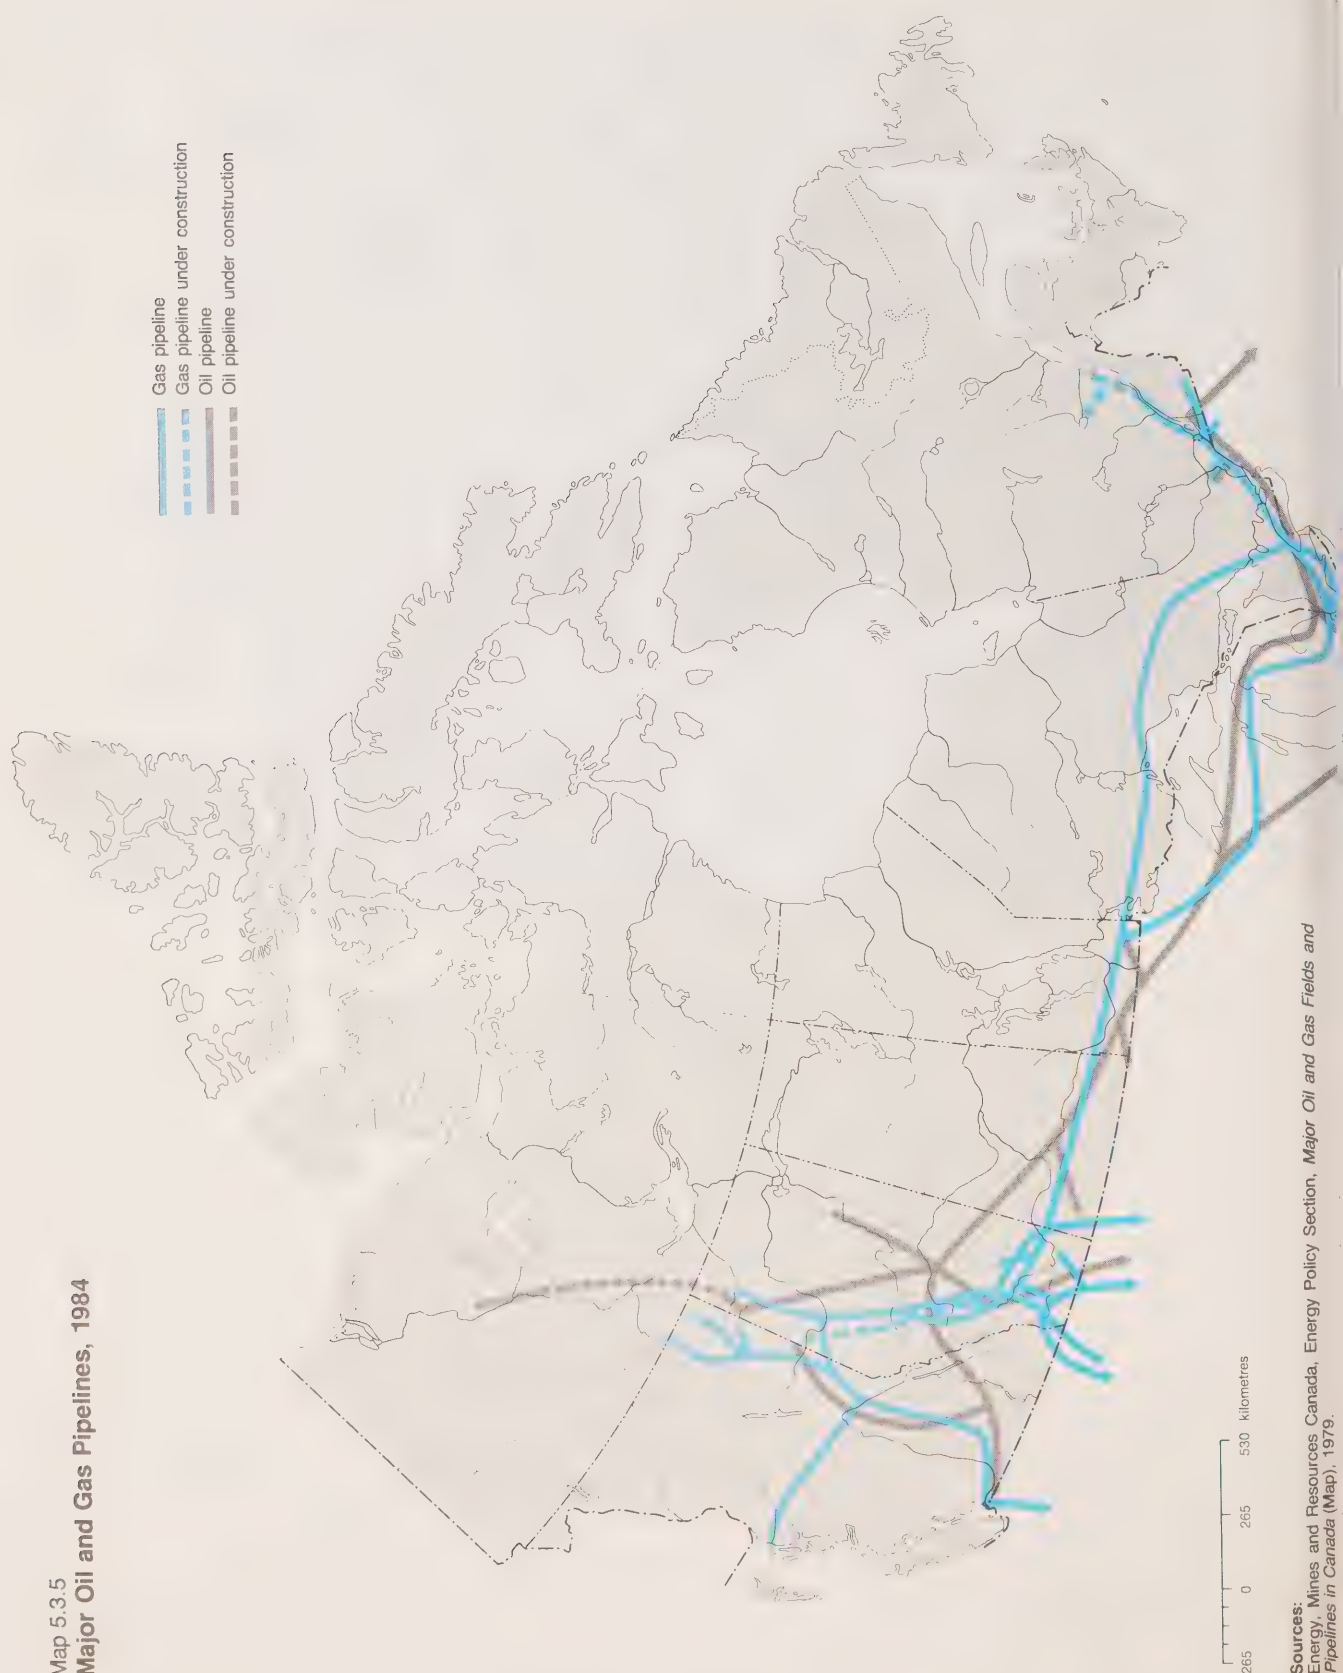 Map 5.3.5
Major Oil and Gas Pipelines, 1984
Gas pipeline
Gas pipeline under construction
Oil pipeline
Oil pipeline under construction
265 0 265 530 kilometres
Sources:
Energy, Mines and Resources Canada, Energy Policy Section, Major Oil and Gas Fields and
Pipelines in Canada (Map), 1979.